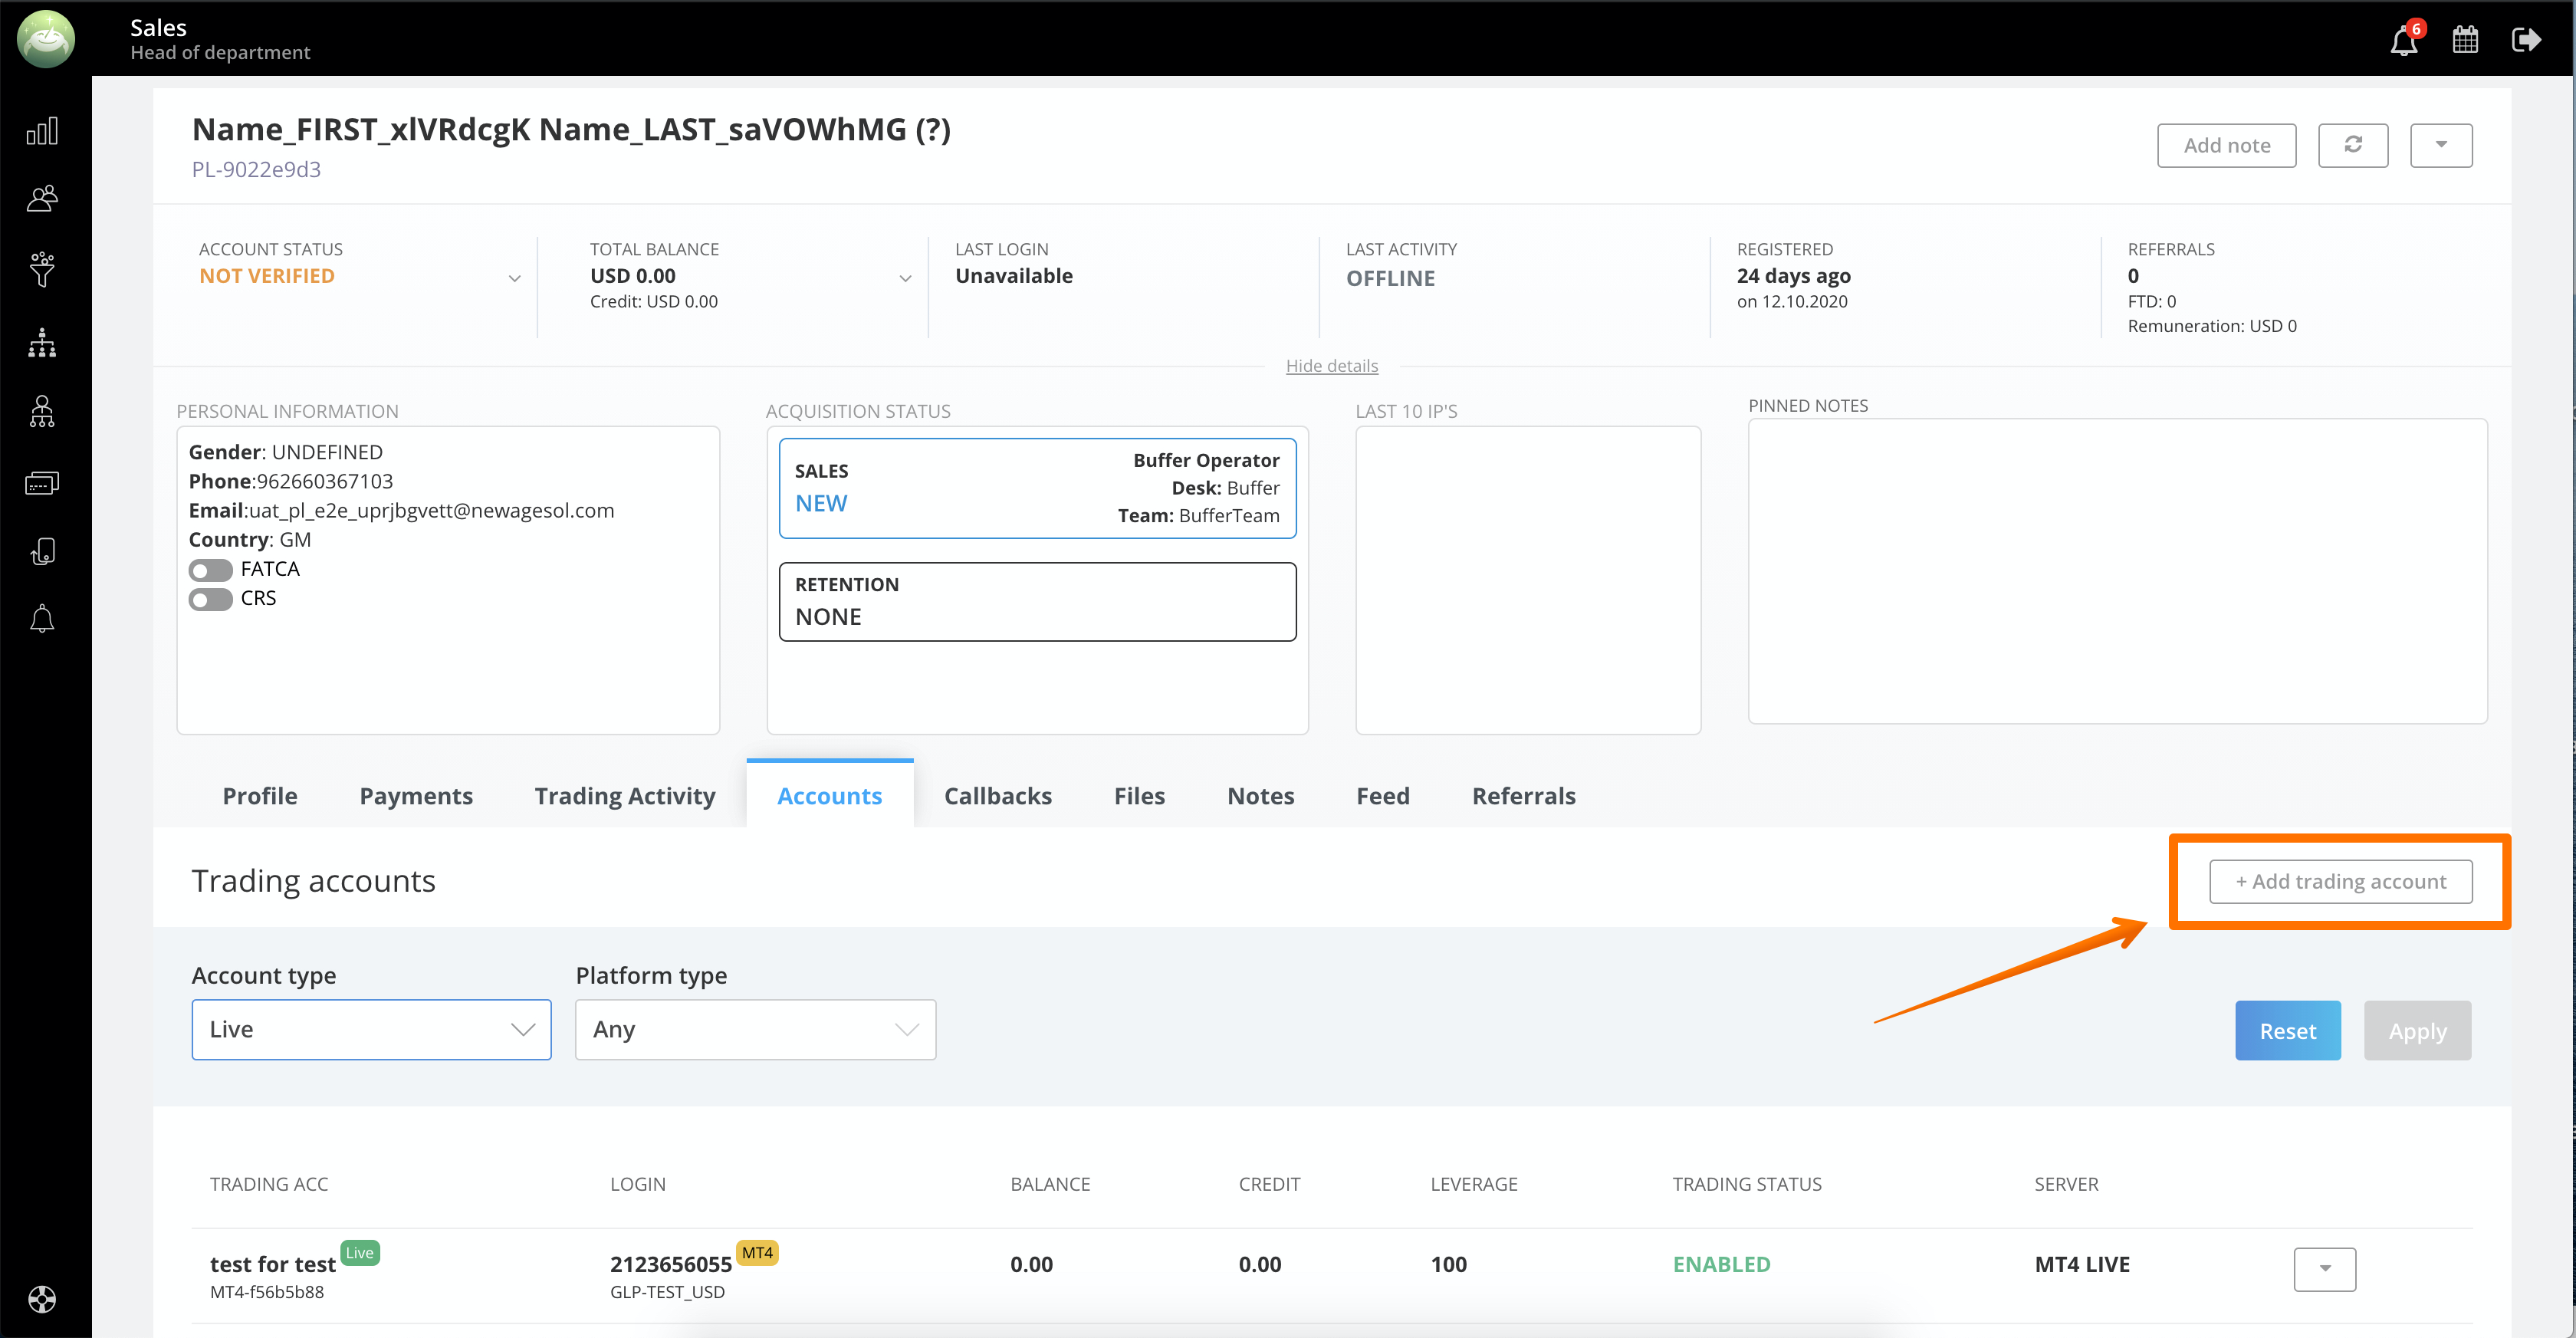 Sales
Head of department
6
Name_FIRST_xlVRdcgK Name_LAST_saVOWhMG (?)
PL-9022e9d3
Add note
ACCOUNT STATUS
NOT VERIFIED
TOTAL BALANCE
USD 0.00
Credit: USD 0.00
LAST LOGIN
Unavailable
LAST ACTIVITY
OFFLINE
REGISTERED
24 days ago
on 12.10.2020
REFERRALS
0
FTD: 0
Remuneration: USD 0
Hide details
PERSONAL INFORMATION
Gender: UNDEFINED
Phone:962660367103
Email:uat_pl_e2e_uprjbgvett@newagesol.com
Country: GM
FATCA
CRS
ACQUISITION STATUS
SALES
NEW
Buffer Operator
Desk: Buffer
Team: BufferTeam
RETENTION
NONE
LAST 10 IP'S
PINNED NOTES
Profile Payments Trading Activity Accounts Callbacks Files Notes Feed Referrals
Trading accounts
+ Add trading account
Account type
Live
Platform type
Any
Reset
Apply
TRADING ACC LOGIN BALANCE CREDIT LEVERAGE TRADING STATUS SERVER
test for test Live 2123656055 MT4 0.00 0.00 100 ENABLED MT4 LIVE
MT4-f56b5b88 GLP-TEST_USD